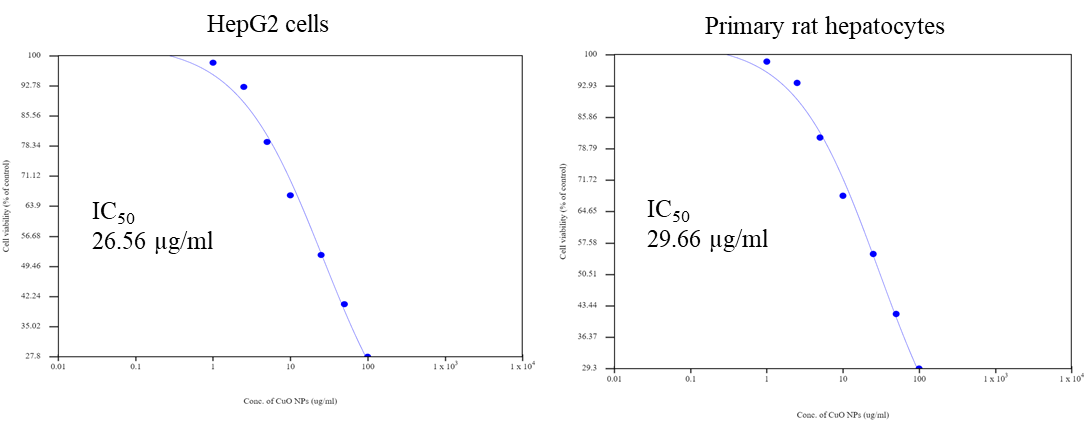 HepG2 cells
100
92.78
85.56
78.34
71.12
63.9
56.68
49.46
42.24
35.02
27.8
Cell viability (% of control)
IC50
26.56 µg/ml
0.01 0.1 1 10 100 1 x 10³ 1 x 10⁴
Conc. of CuO NPs (ug/ml)
Primary rat hepatocytes
100
92.93
85.86
78.79
71.72
64.65
57.58
50.51
43.44
36.37
29.3
Cell viability (% of control)
IC50
29.66 µg/ml
0.01 0.1 1 10 100 1 x 10³ 1 x 10⁴
Conc. of CuO NPs (ug/ml)